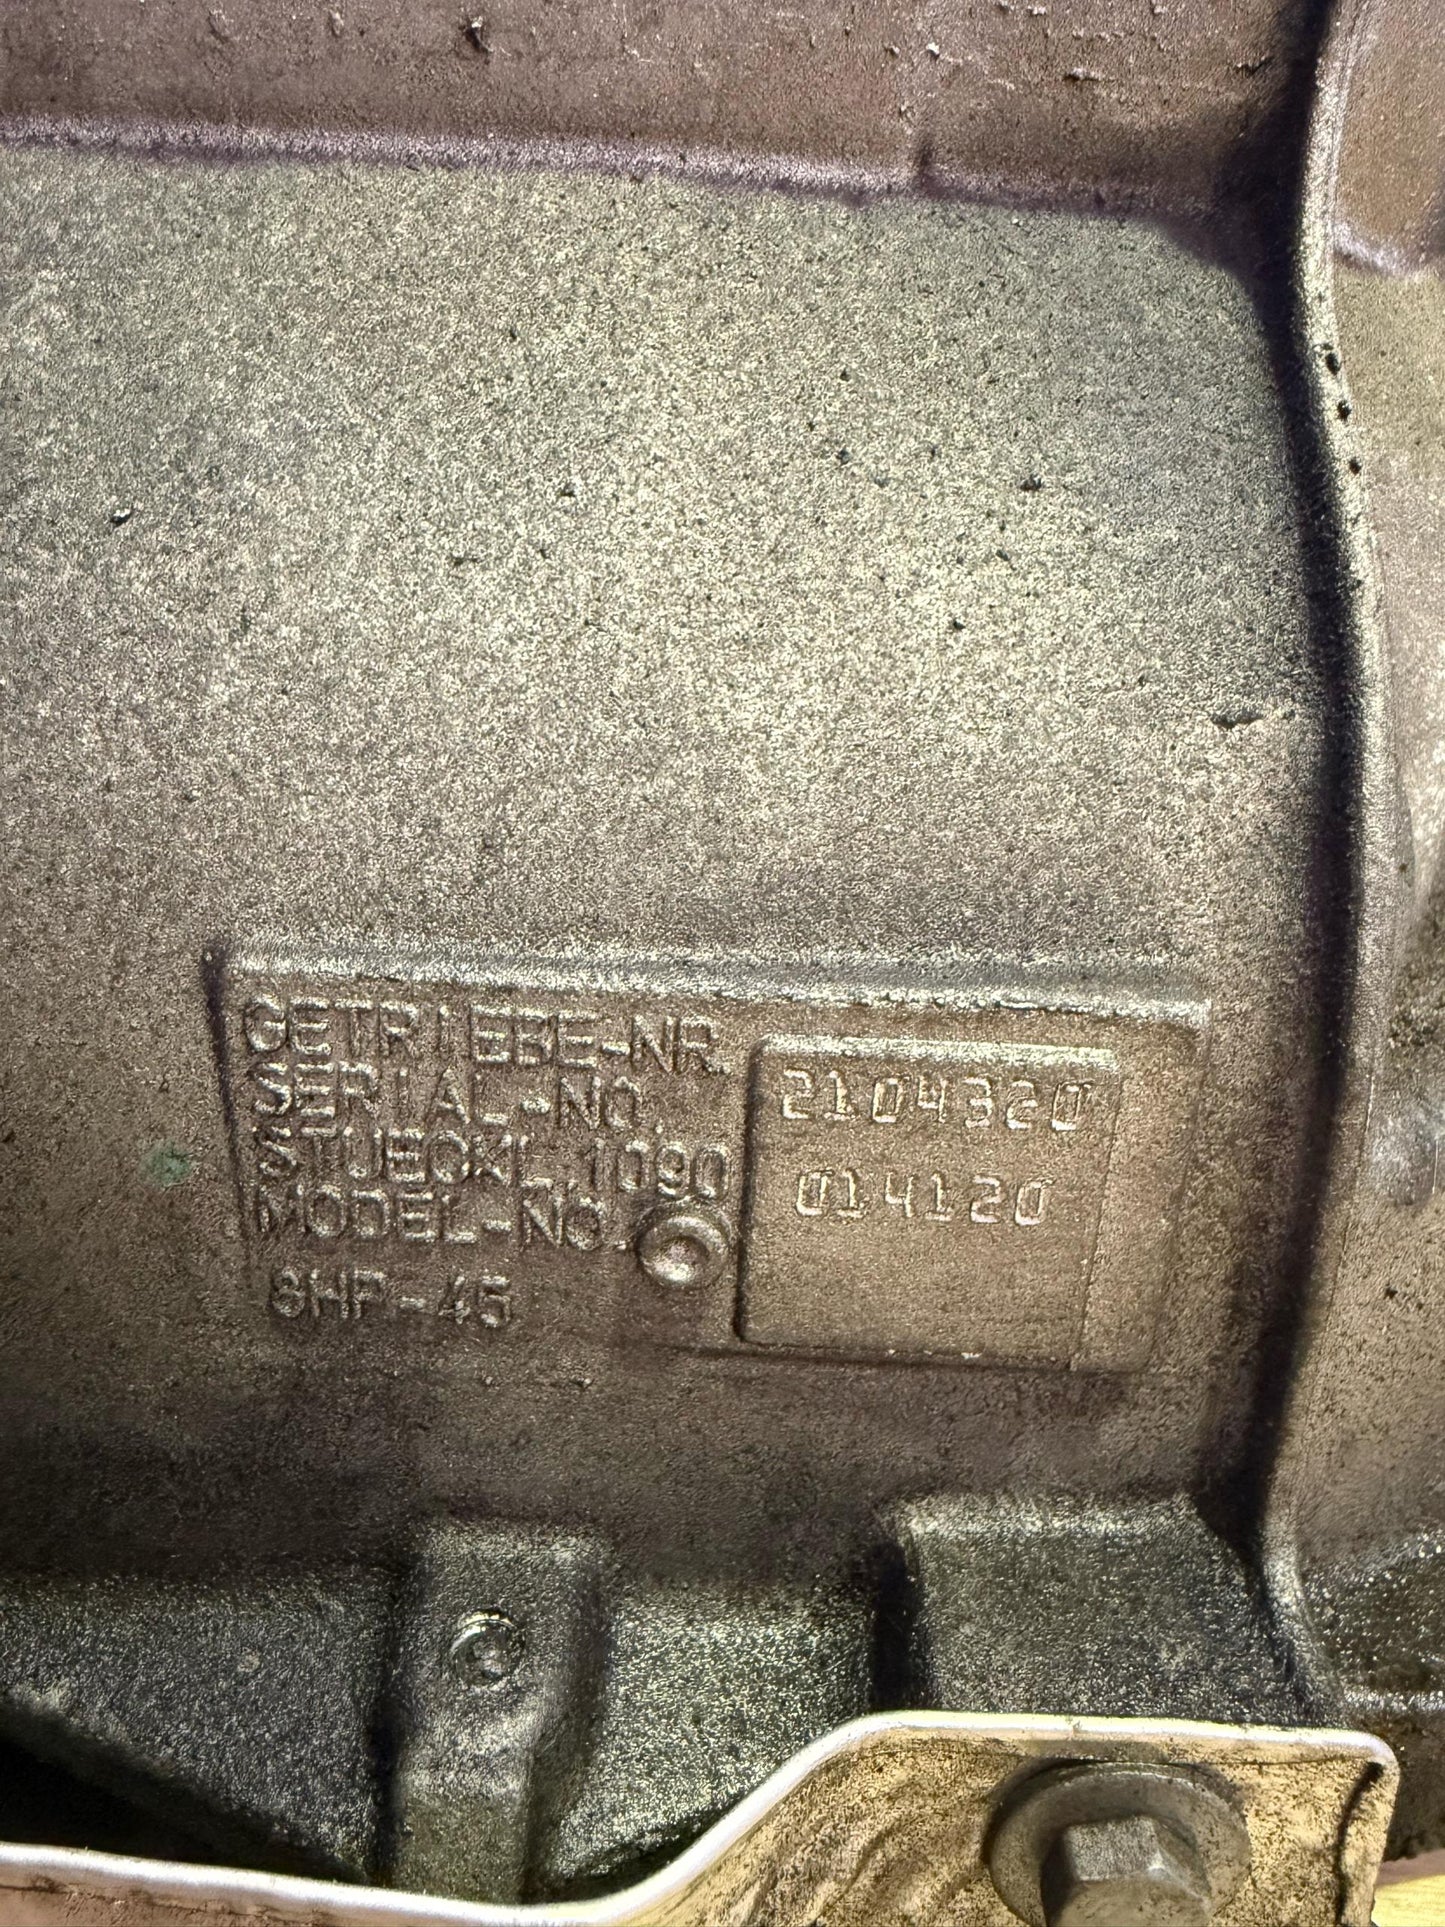 GETRIEBE-NR. 2104320
SERIAL-NO.
STUECKL. 1090 014120
MODEL-NO.
8HP-45